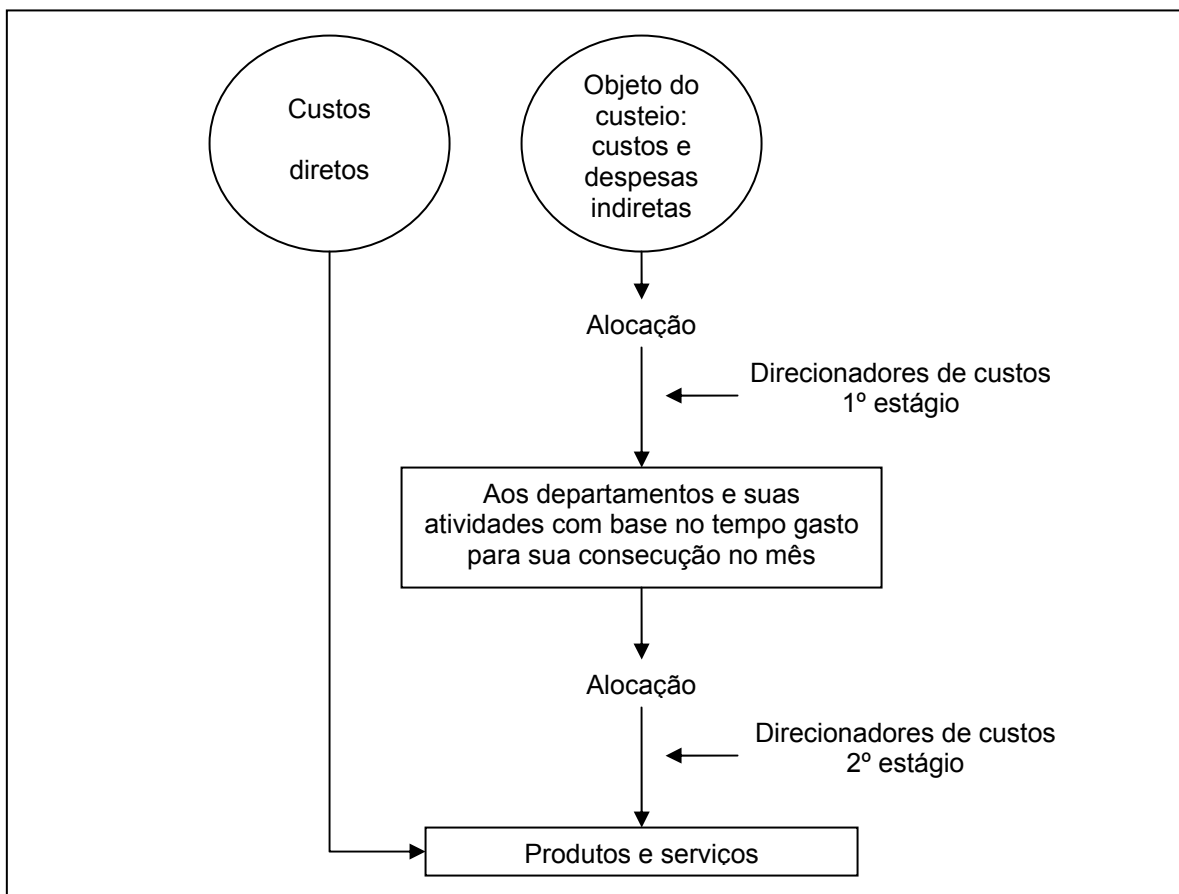 Custos
diretos
Objeto do
custeio:
custos e
despesas
indiretas
Alocação
Direcionadores de custos
1º estágio
Aos departamentos e suas
atividades com base no tempo gasto
para sua consecução no mês
Alocação
Direcionadores de custos
2º estágio
Produtos e serviços